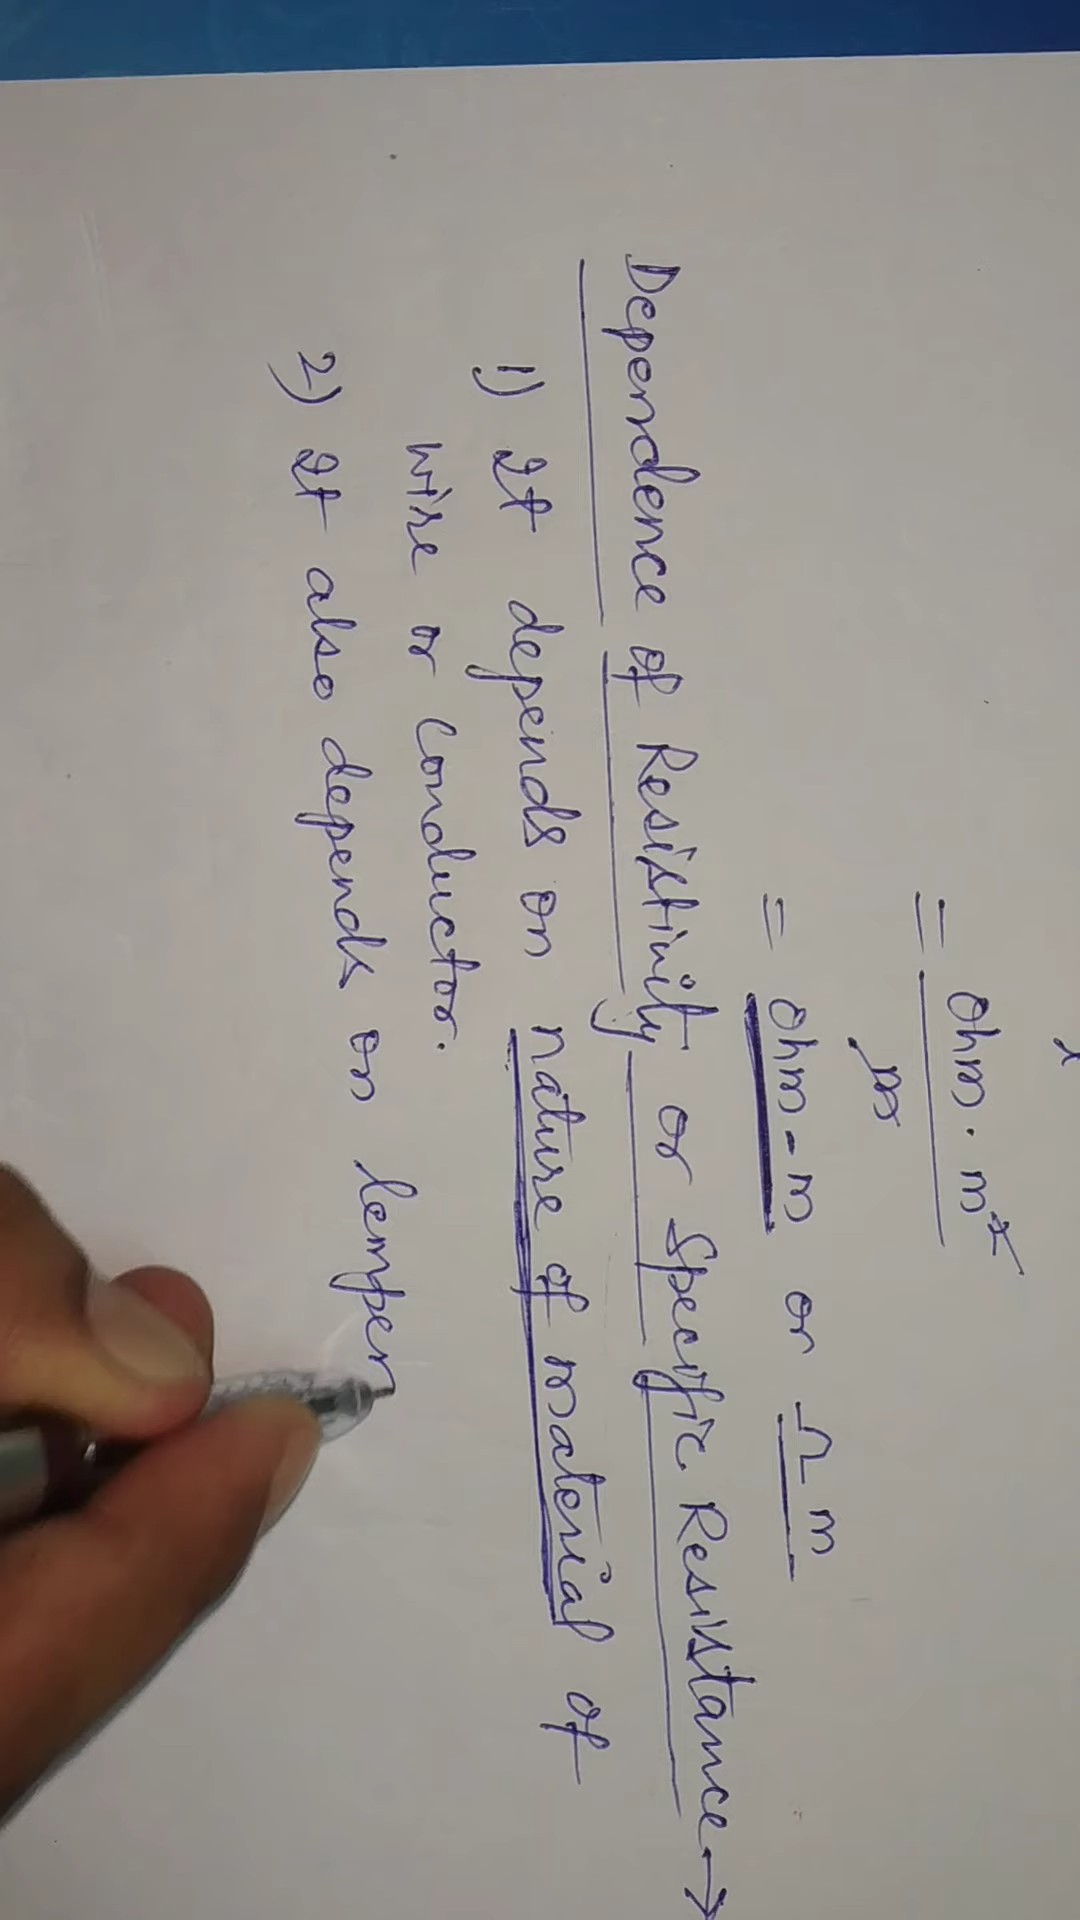 = ohm. m²
m
= ohm-m or Ω m
Dependence of Resistivity or Specific Resistance →
1) It depends on nature of material of
wire or conductor.
2) It also depends on temper